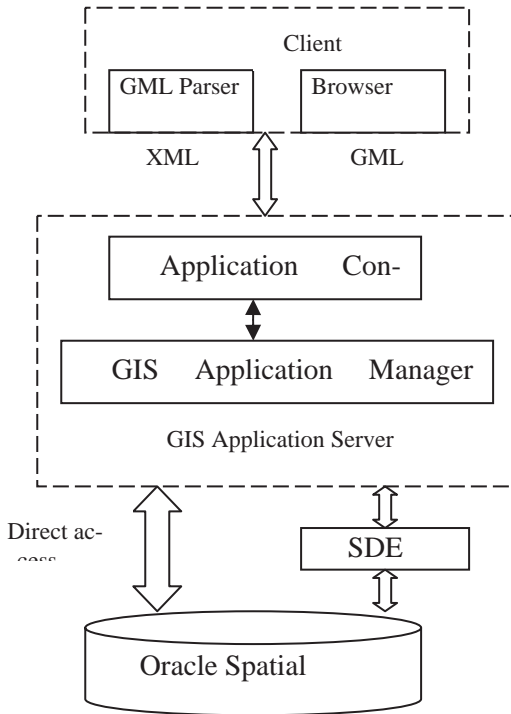 Client
GML Parser
Browser
XML
GML
Application Con-
GIS Application Manager
GIS Application Server
Direct ac-
cess
SDE
Oracle Spatial